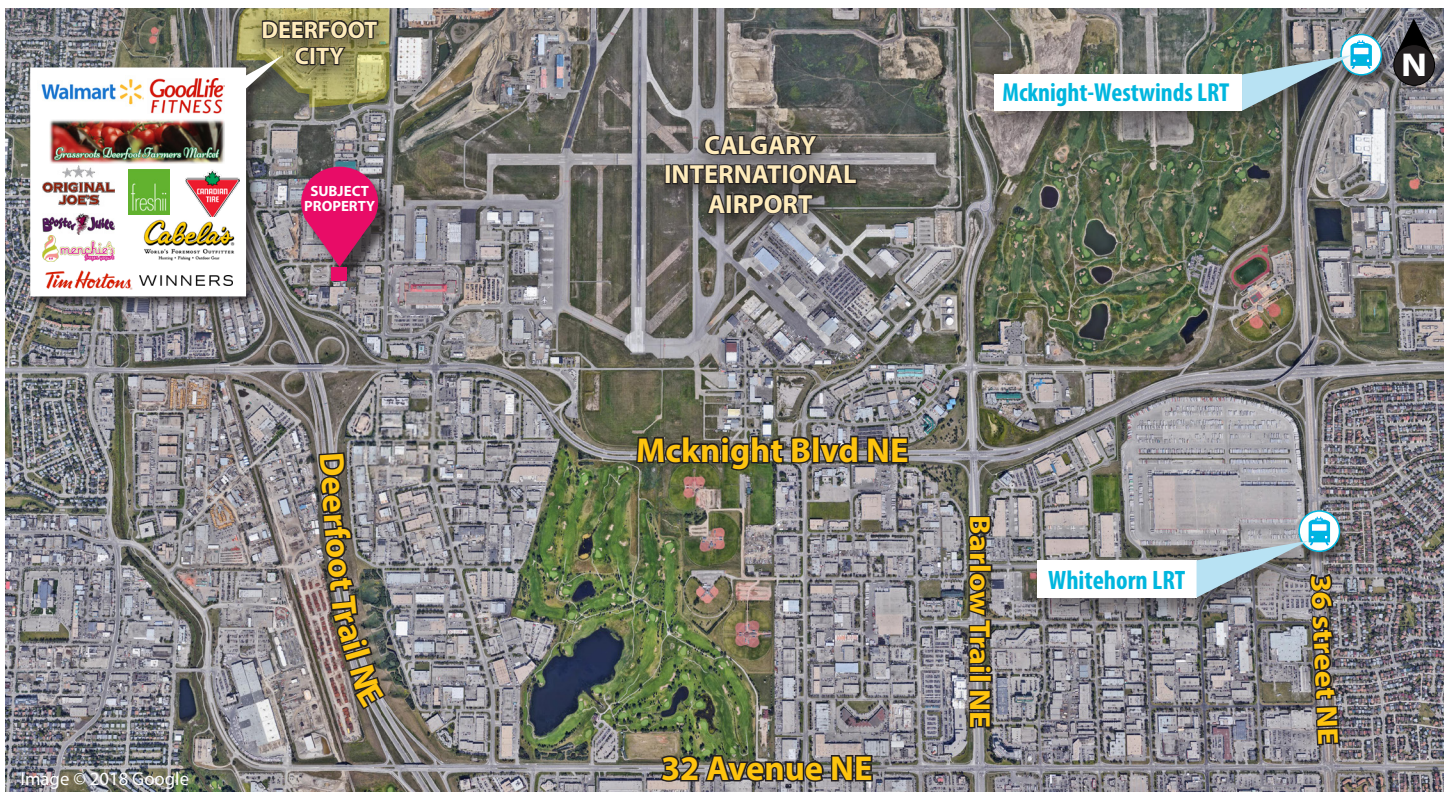 DEERFOOT
CITY
Walmart
GoodLife
FITNESS
Grassroots Deerfoot Farmers Market
ORIGINAL
JOE'S
freshii
CANADIAN
TIRE
Booster Juice
Cabela's
WORLD'S FOREMOST OUTFITTER
Hunting • Fishing • Outdoor Gear
menchie's
frozen yogurt
Tim Hortons
WINNERS
SUBJECT
PROPERTY
CALGARY
INTERNATIONAL
AIRPORT
Mcknight-Westwinds LRT
N
Mcknight Blvd NE
Deerfoot Trail NE
Barlow Trail NE
Whitehorn LRT
36 street NE
32 Avenue NE
Image © 2018 Google